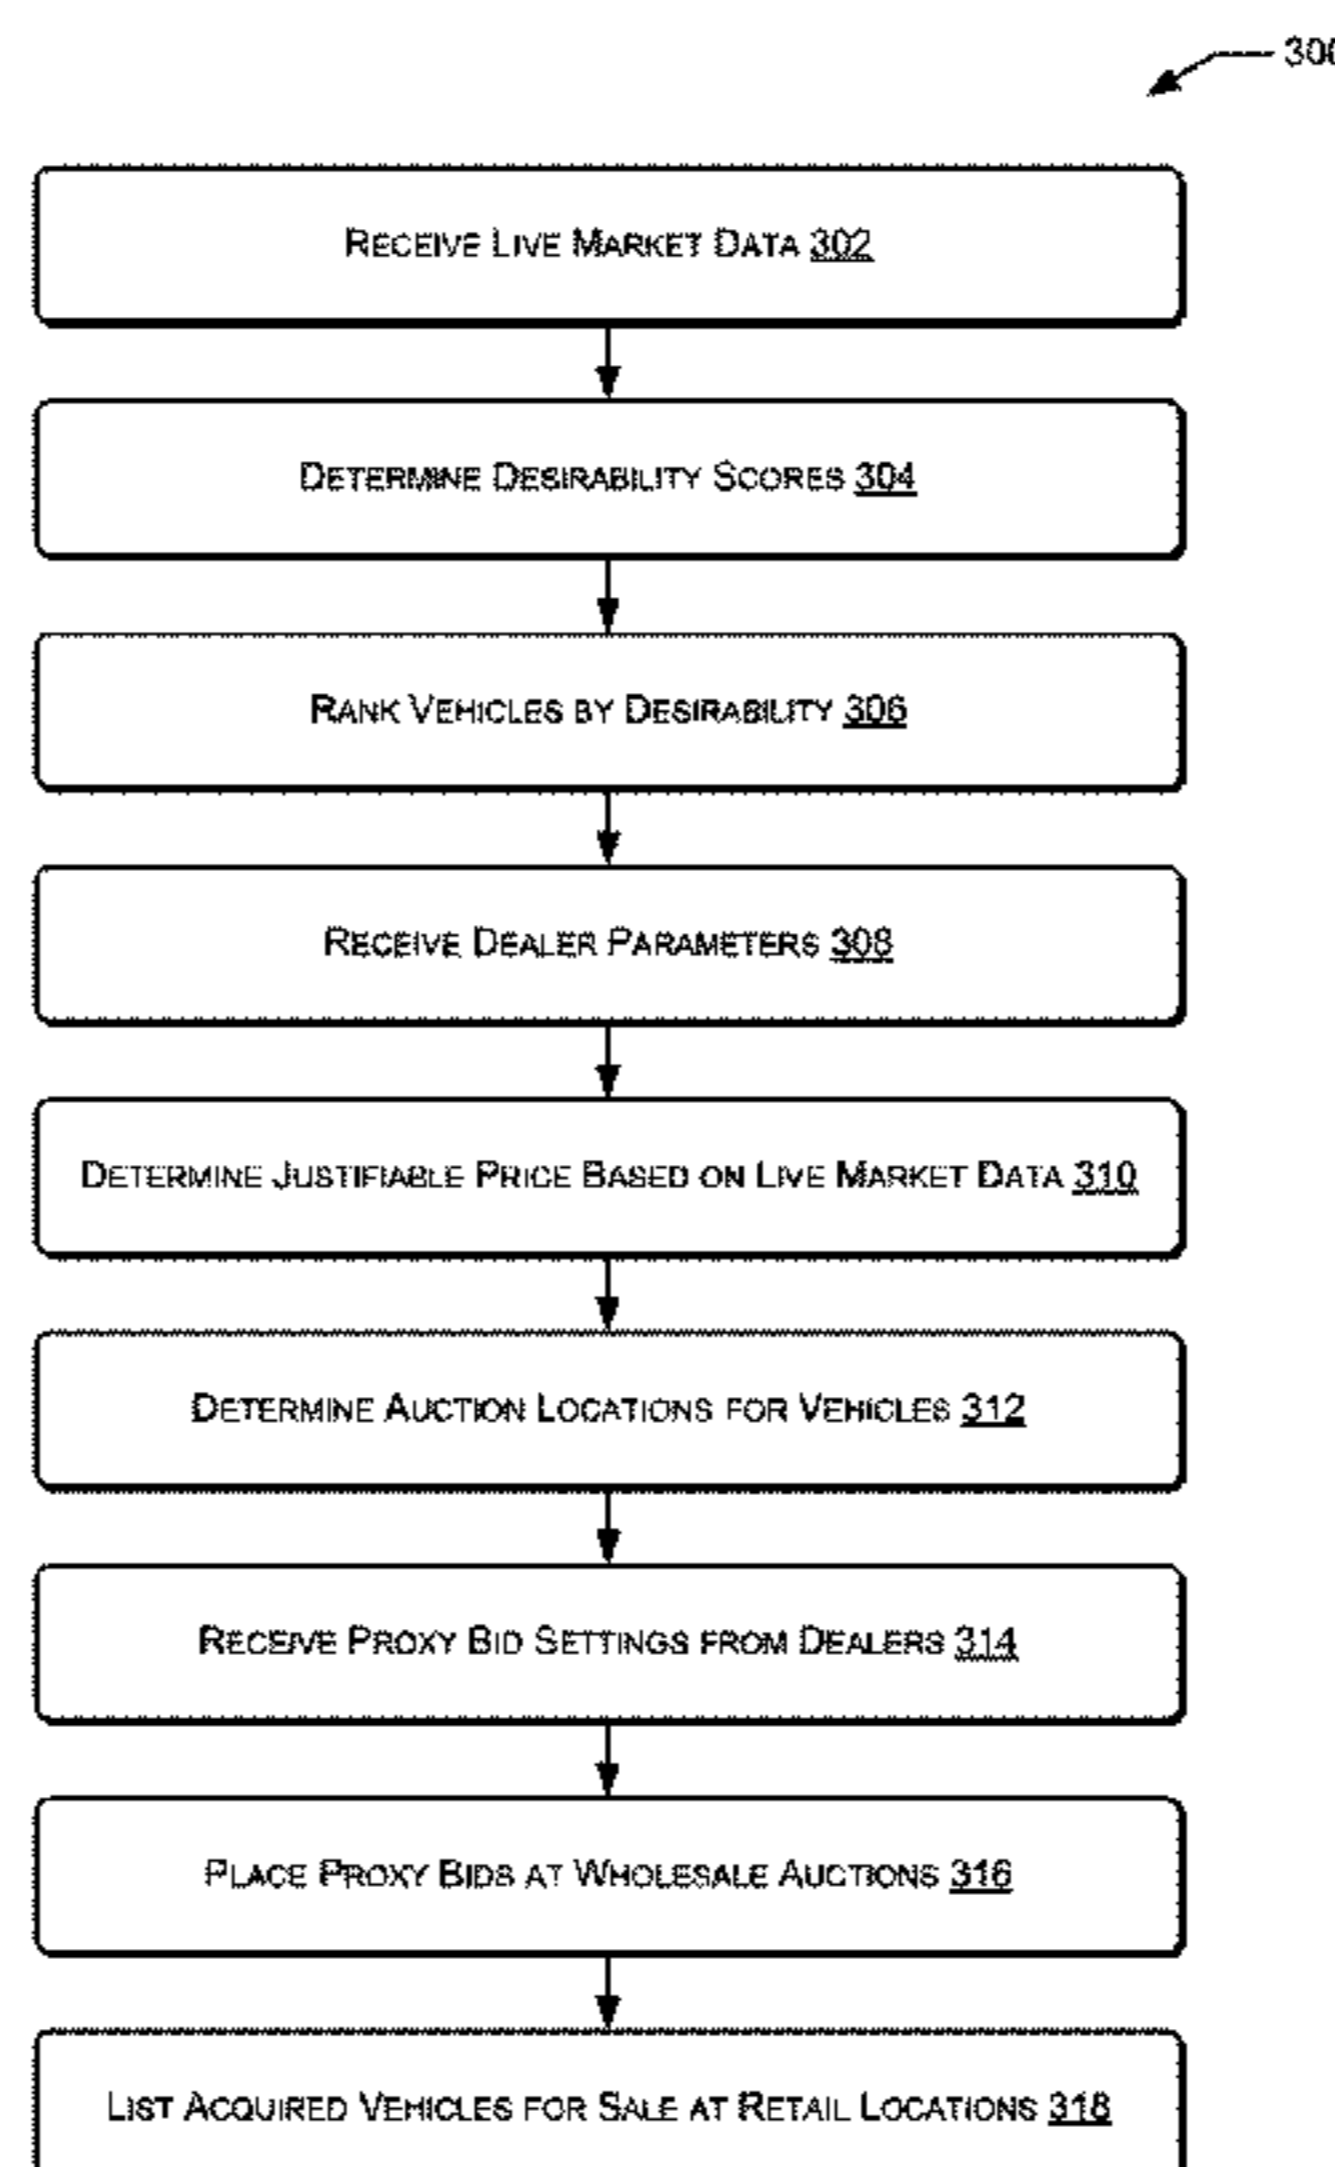 300
RECEIVE LIVE MARKET DATA 302
DETERMINE DESIRABILITY SCORES 304
RANK VEHICLES BY DESIRABILITY 306
RECEIVE DEALER PARAMETERS 308
DETERMINE JUSTIFIABLE PRICE BASED ON LIVE MARKET DATA 310
DETERMINE AUCTION LOCATIONS FOR VEHICLES 312
RECEIVE PROXY BID SETTINGS FROM DEALERS 314
PLACE PROXY BIDS AT WHOLESALE AUCTIONS 316
LIST ACQUIRED VEHICLES FOR SALE AT RETAIL LOCATIONS 318